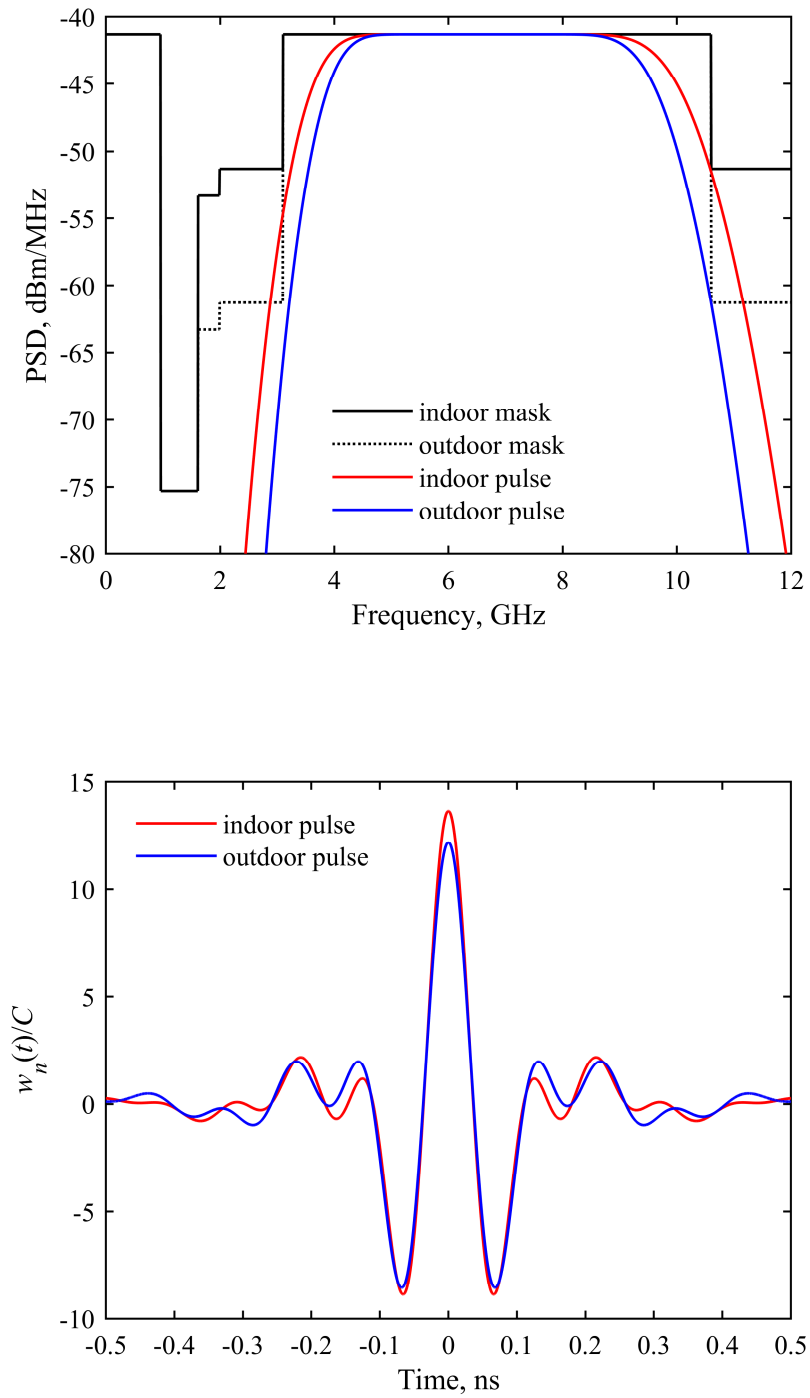 -40
-45
-50
-55
-60
-65
-70
-75
-80
PSD, dBm/MHz
indoor mask
outdoor mask
indoor pulse
outdoor pulse
0 2 4 6 8 10 12
Frequency, GHz
15
10
5
0
-5
-10
wn(t)/C
indoor pulse
outdoor pulse
-0.5 -0.4 -0.3 -0.2 -0.1 0 0.1 0.2 0.3 0.4 0.5
Time, ns